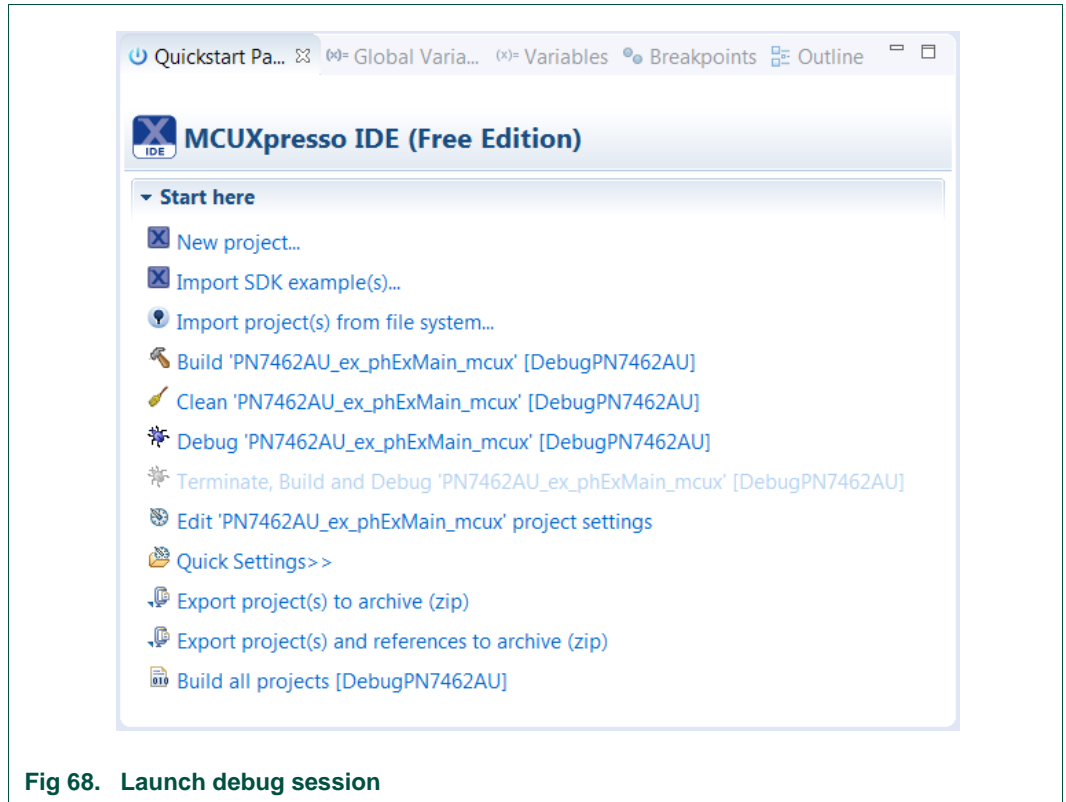 Quickstart Pa... (x)= Global Varia... (x)= Variables Breakpoints Outline
IDE
MCUXpresso IDE (Free Edition)
Start here
New project...
Import SDK example(s)...
Import project(s) from file system...
Build 'PN7462AU_ex_phExMain_mcux' [DebugPN7462AU]
Clean 'PN7462AU_ex_phExMain_mcux' [DebugPN7462AU]
Debug 'PN7462AU_ex_phExMain_mcux' [DebugPN7462AU]
Terminate, Build and Debug 'PN7462AU_ex_phExMain_mcux' [DebugPN7462AU]
Edit 'PN7462AU_ex_phExMain_mcux' project settings
Quick Settings>>
Export project(s) to archive (zip)
Export project(s) and references to archive (zip)
010 Build all projects [DebugPN7462AU]
Fig 68. Launch debug session